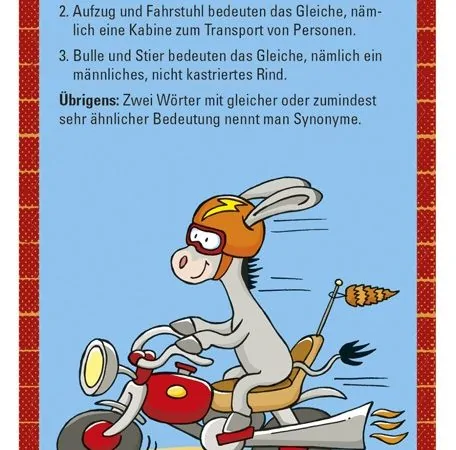 2. Aufzug und Fahrstuhl bedeuten das Gleiche, näm-
lich eine Kabine zum Transport von Personen.
3. Bulle und Stier bedeuten das Gleiche, nämlich ein
männliches, nicht kastriertes Rind.
Übrigens: Zwei Wörter mit gleicher oder zumindest
sehr ähnlicher Bedeutung nennt man Synonyme.